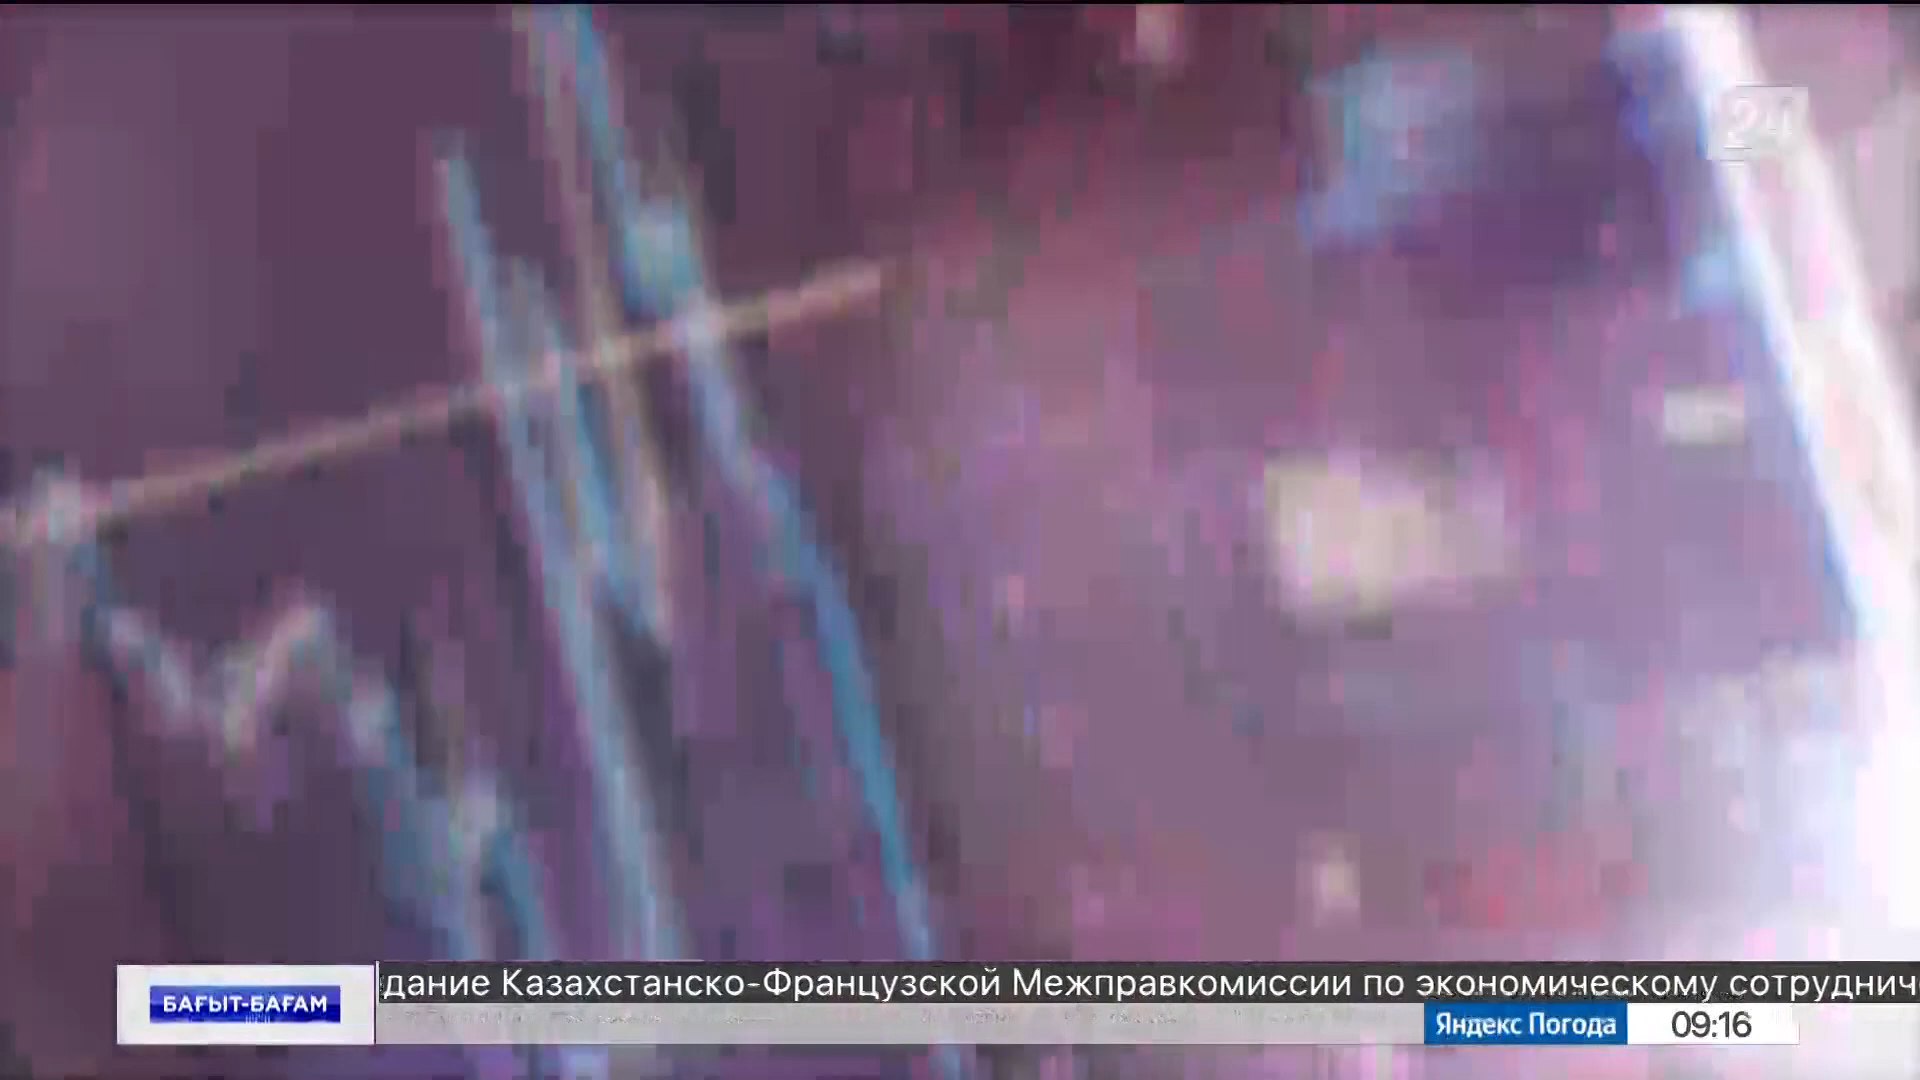 24
дание Казахстанско-Французской Межправкомиссии по экономическому сотруднич
БАҒЫТ-БАҒАМ
Яндекс Погода
09:16